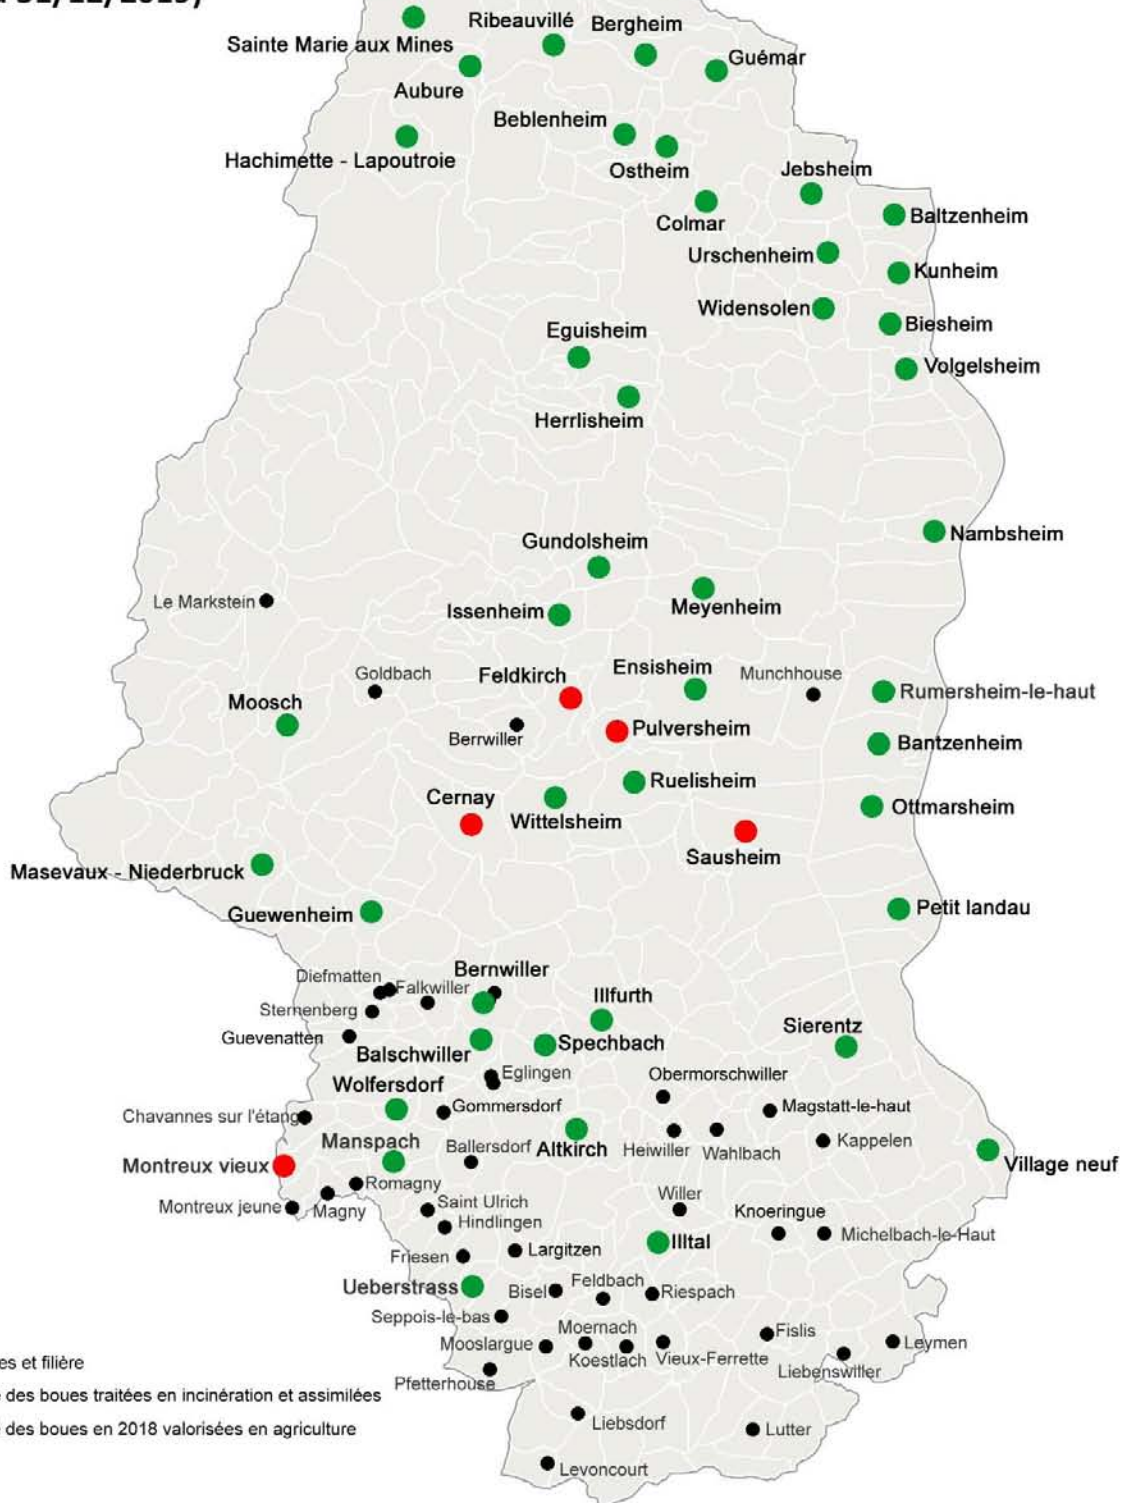 31/12/2019)
Ribeauvillé
Bergheim
Sainte Marie aux Mines
Guémar
Aubure
Beblenheim
Hachimette - Lapoutroie
Ostheim
Jebsheim
Colmar
Baltzenheim
Urschenheim
Kunheim
Widensolen
Biesheim
Eguisheim
Volgelsheim
Herrlisheim
Nambsheim
Gundolsheim
Le Markstein
Meyenheim
Issenheim
Goldbach
Feldkirch
Ensisheim
Munchhouse
Rumersheim-le-haut
Moosch
Berrwiller
Pulversheim
Bantzenheim
Ruelisheim
Cernay
Ottmarsheim
Wittelsheim
Sausheim
Masevaux - Niederbruck
Guewenheim
Petit landau
Bernwiller
Diefmatten
Falkwiller
Illfurth
Sternenberg
Sierentz
Guevenatten
Balschwiller
Spechbach
Eglingen
Obermorschwiller
Wolfersdorf
Gommersdorf
Magstatt-le-haut
Chavannes sur l'étang
Manspach
Ballersdorf
Altkirch
Heiwiller
Wahlbach
Kappelen
Montreux vieux
Village neuf
Romagny
Montreux jeune
Magny
Saint Ulrich
Willer
Knoeringue
Hindlingen
Michelbach-le-Haut
Friesen
Largitzen
Illtal
Ueberstrass
Bisel
Feldbach
Riespach
Seppois-le-bas
Moernach
Fislis
Mooslargue
Koestlach
Vieux-Ferrette
Leymen
Liebenswiller
Pfetterhouse
es et filière
des boues traitées en incinération et assimilées
des boues en 2018 valorisées en agriculture
Liebsdorf
Lutter
Levoncourt